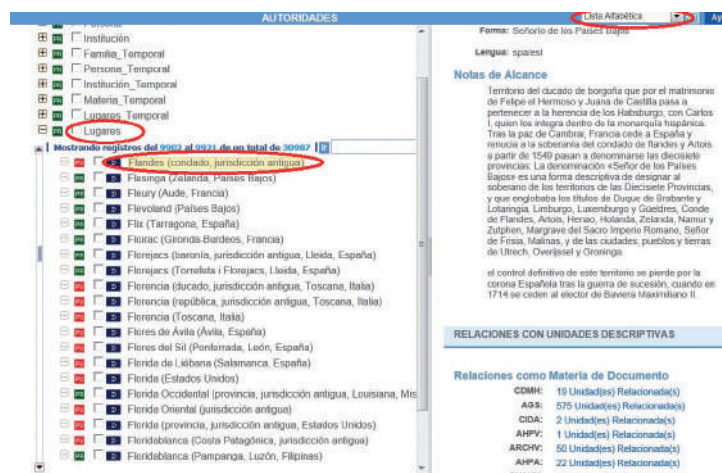 AUTORIDADES
Lista Alfabética
Institución
Familia_Temporal
Persona_Temporal
Institución_Temporal
Materia_Temporal
Lugares_Temporal
Lugares
Mostrando registros del 9902 al 9931 de un total de 30987 Ir
Flandes (condado, jurisdicción antigua)
Flesinga (Zelanda, Países Bajos)
Fleury (Aude, Francia)
Flevoland (Países Bajos)
Flix (Tarragona, España)
Floirac (Gironda-Burdeos, Francia)
Florejacs (baronía, jurisdicción antigua, Lleida, España)
Florejacs (Torrefeta i Florejacs, Lleida, España)
Florencia (ducado, jurisdicción antigua, Toscana, Italia)
Florencia (república, jurisdicción antigua, Toscana, Italia)
Florencia (Toscana, Italia)
Flores de Ávila (Ávila, España)
Flores del Sil (Ponferrada, León, España)
Florida de Liébana (Salamanca, España)
Florida (Estados Unidos)
Florida Occidental (provincia, jurisdicción antigua, Louisiana, Mis
Florida Oriental (jurisdicción antigua)
Florida (provincia, jurisdicción antigua, Estados Unidos)
Floridablanca (Costa Patagónica, jurisdicción antigua)
Floridablanca (Pampanga, Luzón, Filipinas)
Forma: Señorío de los Países Bajos
Lengua: sparest
Notas de Alcance
Territorio del ducado de borgoña que por el matrimonio
de Felipe el Hermoso y Juana de Castilla pasa a
pertenecer a la herencia de los Habsburgo, con Carlos
I, quien los integra dentro de la monarquía hispánica.
Tras la paz de Cambrai, Francia cede a España y
renucia a la soberanía del condado de flandes y Artois.
a partir de 1549 pasan a denominarse las diecisiete
provincias: La denominación «Señor de los Países
Bajos» es una forma descriptiva de designar al
soberano de los territorios de las Diecisiete Provincias,
y que onglobaba los títulos de Duque de Brabante y
Lotaringia, Limburgo, Luxemburgo y Güeldres, Conde
de Flandes, Artois, Henao, Holanda, Zelanda, Namur y
Zutphen, Margrave del Sacro Imperio Romano, Señor
de Frisia, Malinas, y de las ciudades, pueblos y tierras
de Utrech, Overijssel y Groninga.
el control definitivo de este territorio se pierde por la
corona Española tras la guerra de sucesión, cuando en
1714 se ceden al elector de Baviera Maximiliano II.
RELACIONES CON UNIDADES DESCRIPTIVAS
Relaciones como Materia de Documento
CDMH: 19 Unidad(es) Relacionada(s)
AGS: 575 Unidad(es) Relacionada(s)
CIDA: 2 Unidad(es) Relacionada(s)
AHPV: 1 Unidad(es) Relacionada(s)
ARCHV: 50 Unidad(es) Relacionada(s)
AHPA: 22 Unidad(es) Relacionada(s)